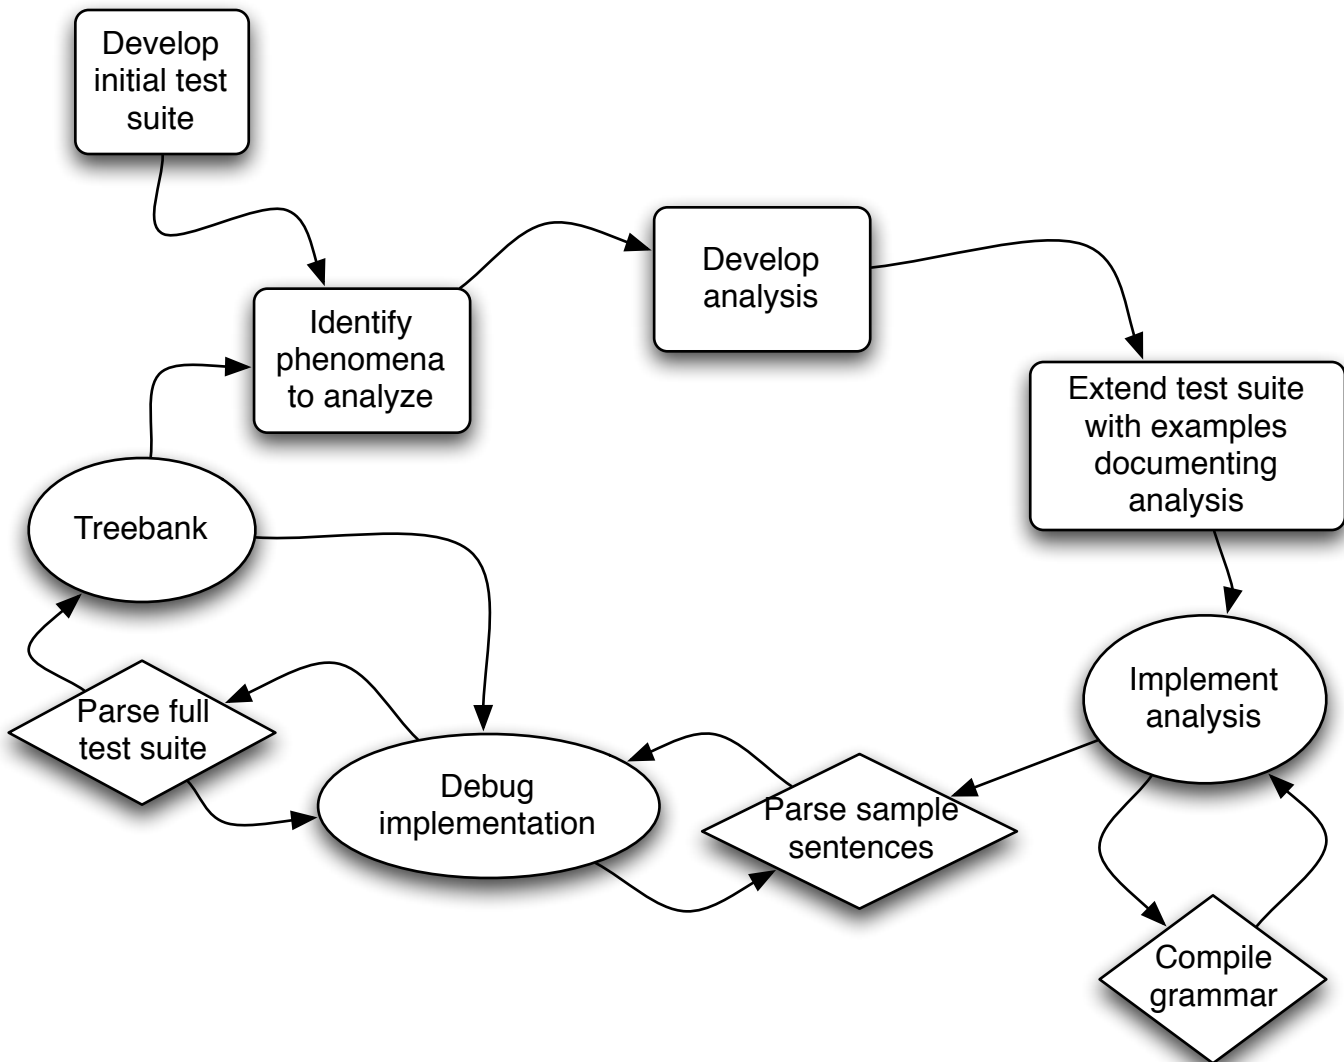 Develop
initial test
suite
Identify
phenomena
to analyze
Develop
analysis
Extend test suite
with examples
documenting
analysis
Treebank
Implement
analysis
Parse full
test suite
Debug
implementation
Parse sample
sentences
Compile
grammar